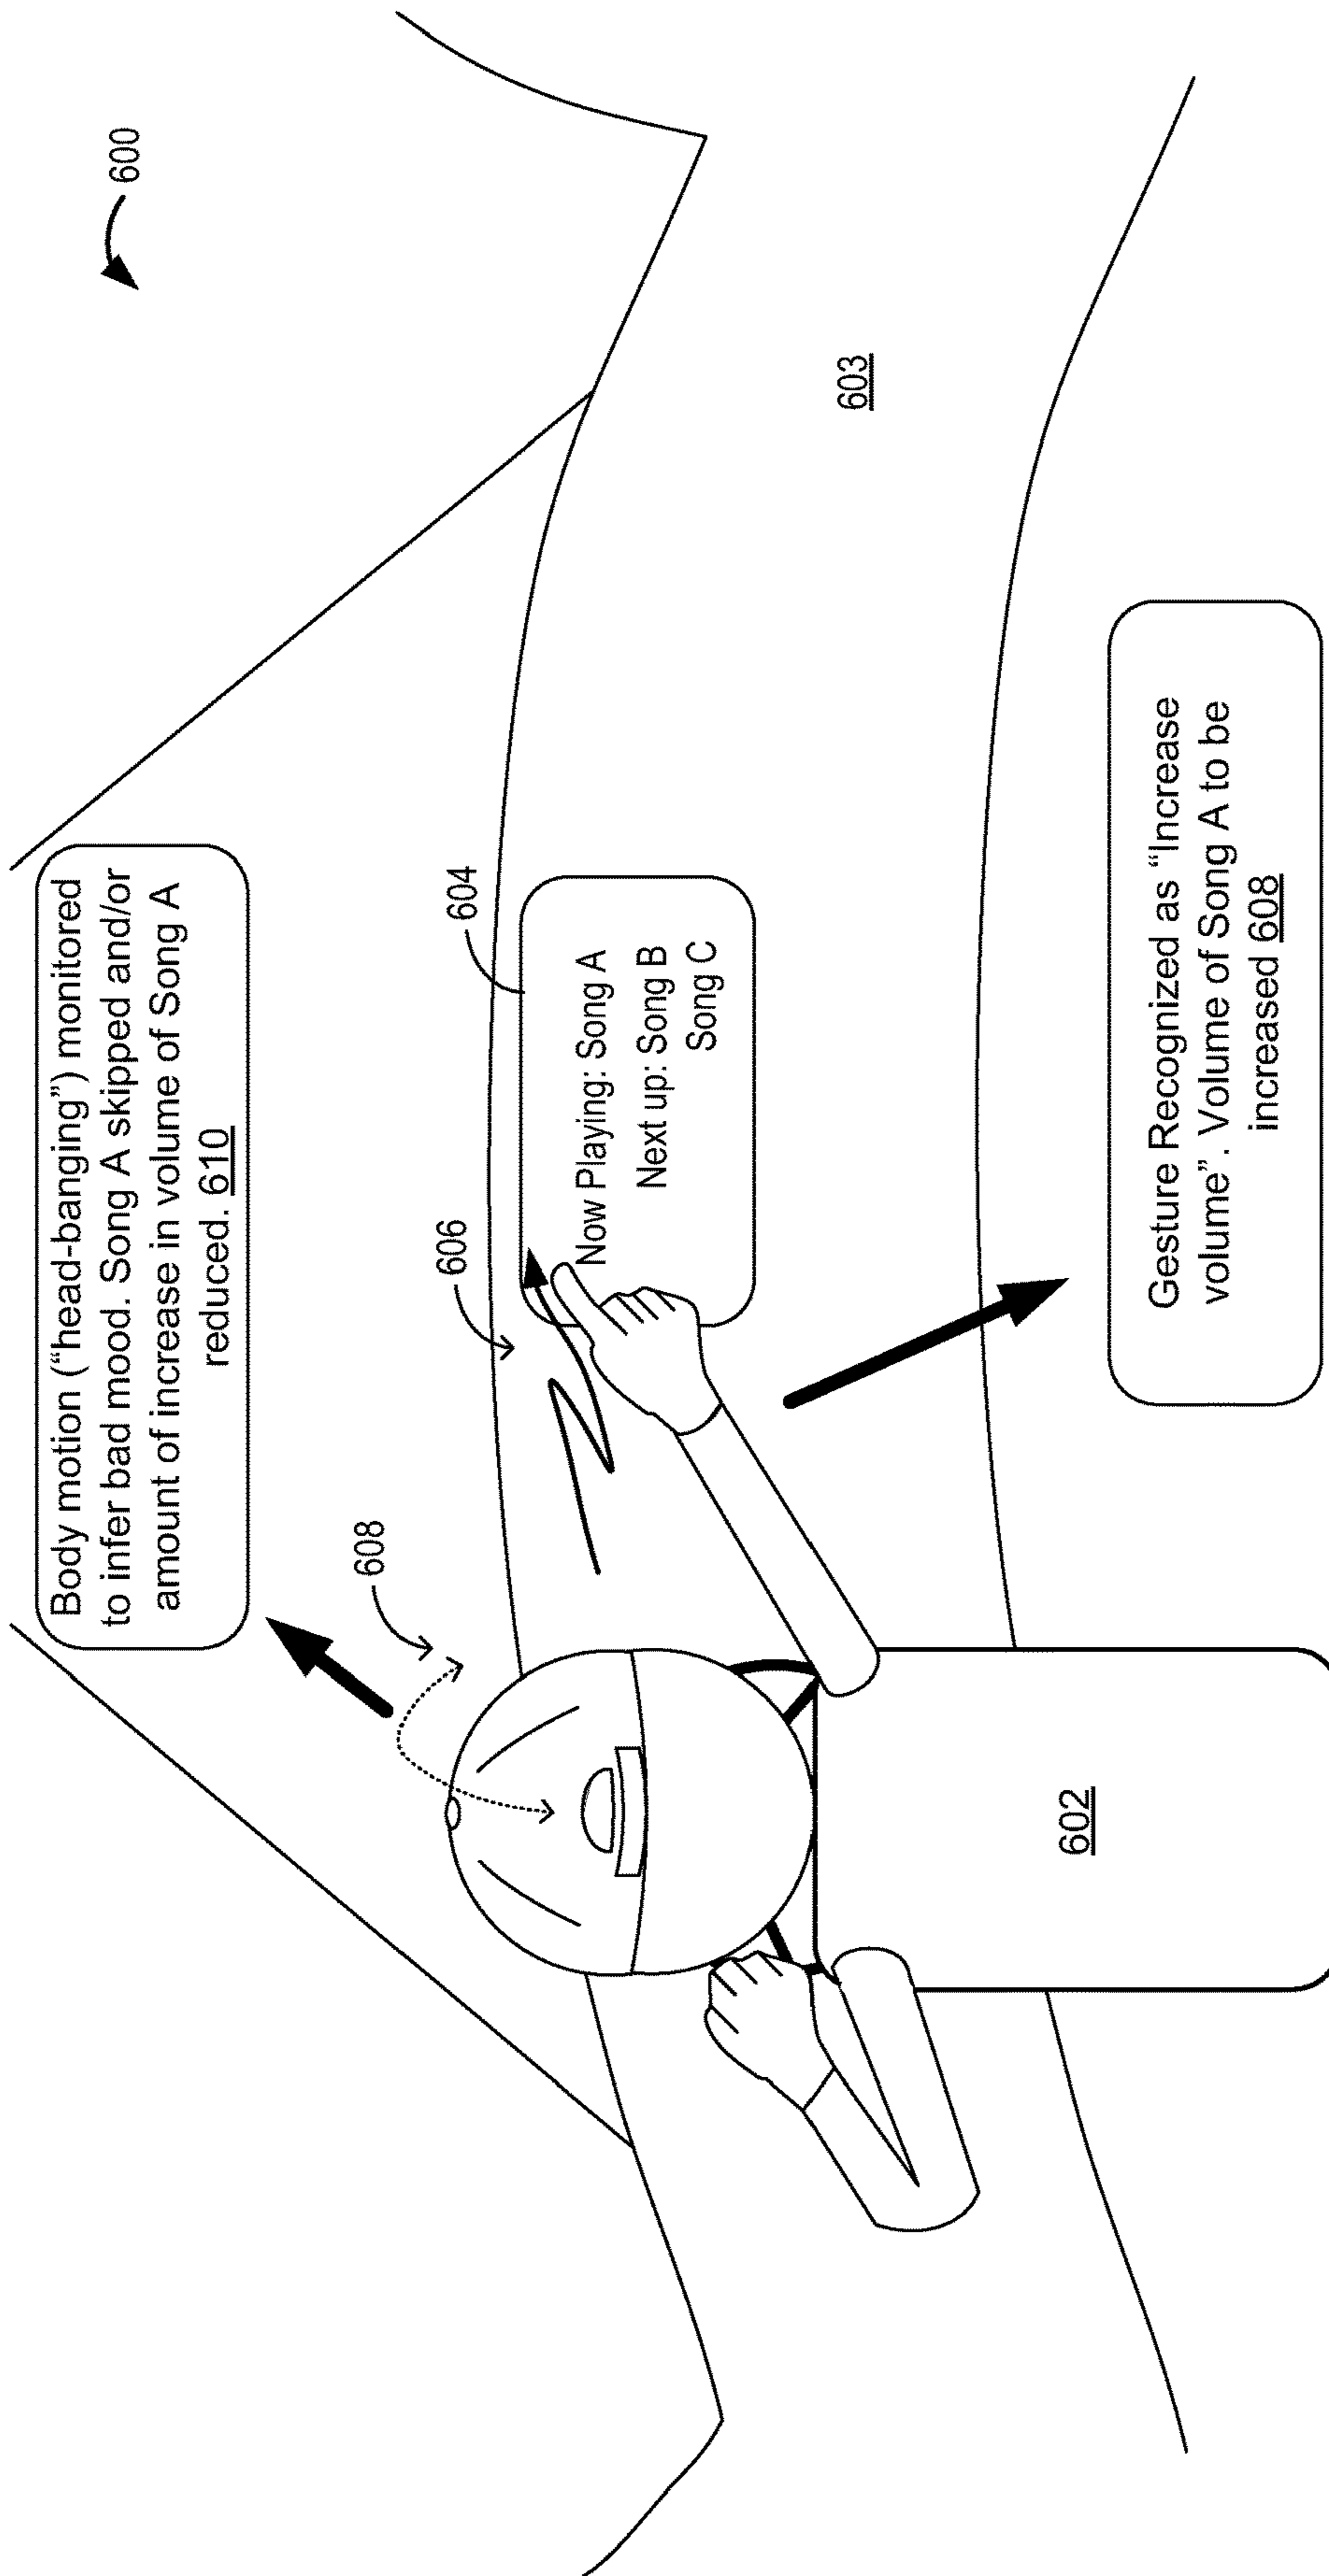 600
Body motion (“head-banging”) monitored
to infer bad mood. Song A skipped and/or
amount of increase in volume of Song A
reduced. 610
608
606
604
Now Playing: Song A
Next up: Song B
Song C
603
602
Gesture Recognized as “Increase
volume”. Volume of Song A to be
increased 608